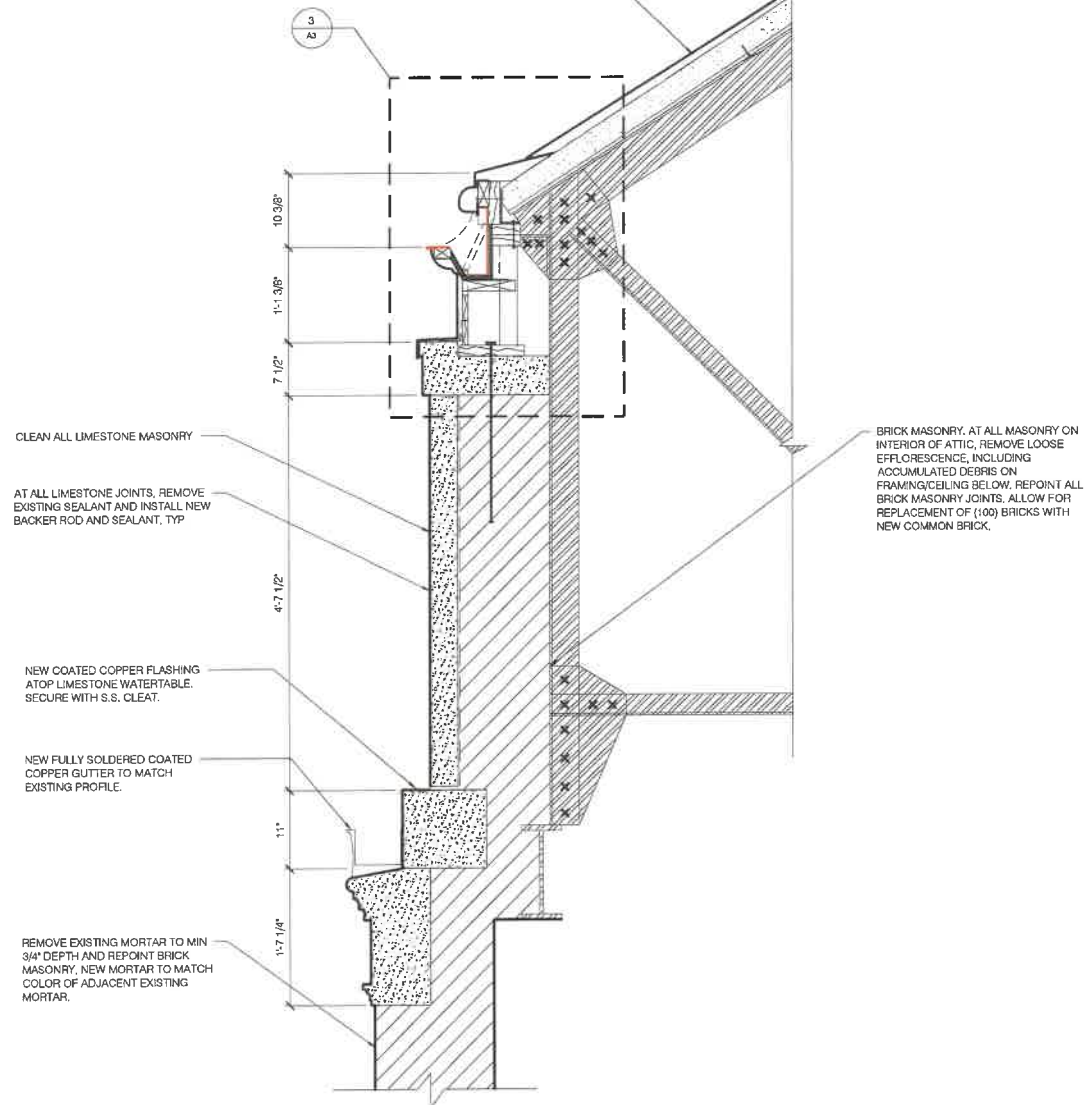 3
A3
10 3/8"
1'-1 3/8"
7 1/2"
CLEAN ALL LIMESTONE MASONRY
AT ALL LIMESTONE JOINTS, REMOVE
EXISTING SEALANT AND INSTALL NEW
BACKER ROD AND SEALANT, TYP
BRICK MASONRY. AT ALL MASONRY ON
INTERIOR OF ATTIC, REMOVE LOOSE
EFFLORESCENCE, INCLUDING
ACCUMULATED DEBRIS ON
FRAMING/CEILING BELOW. REPOINT ALL
BRICK MASONRY JOINTS. ALLOW FOR
REPLACEMENT OF (100) BRICKS WITH
NEW COMMON BRICK.
4'-7 1/2"
NEW COATED COPPER FLASHING
ATOP LIMESTONE WATERTABLE.
SECURE WITH S.S. CLEAT.
NEW FULLY SOLDERED COATED
COPPER GUTTER TO MATCH
EXISTING PROFILE.
11"
1'-7 1/4"
REMOVE EXISTING MORTAR TO MIN
3/4" DEPTH AND REPOINT BRICK
MASONRY, NEW MORTAR TO MATCH
COLOR OF ADJACENT EXISTING
MORTAR.